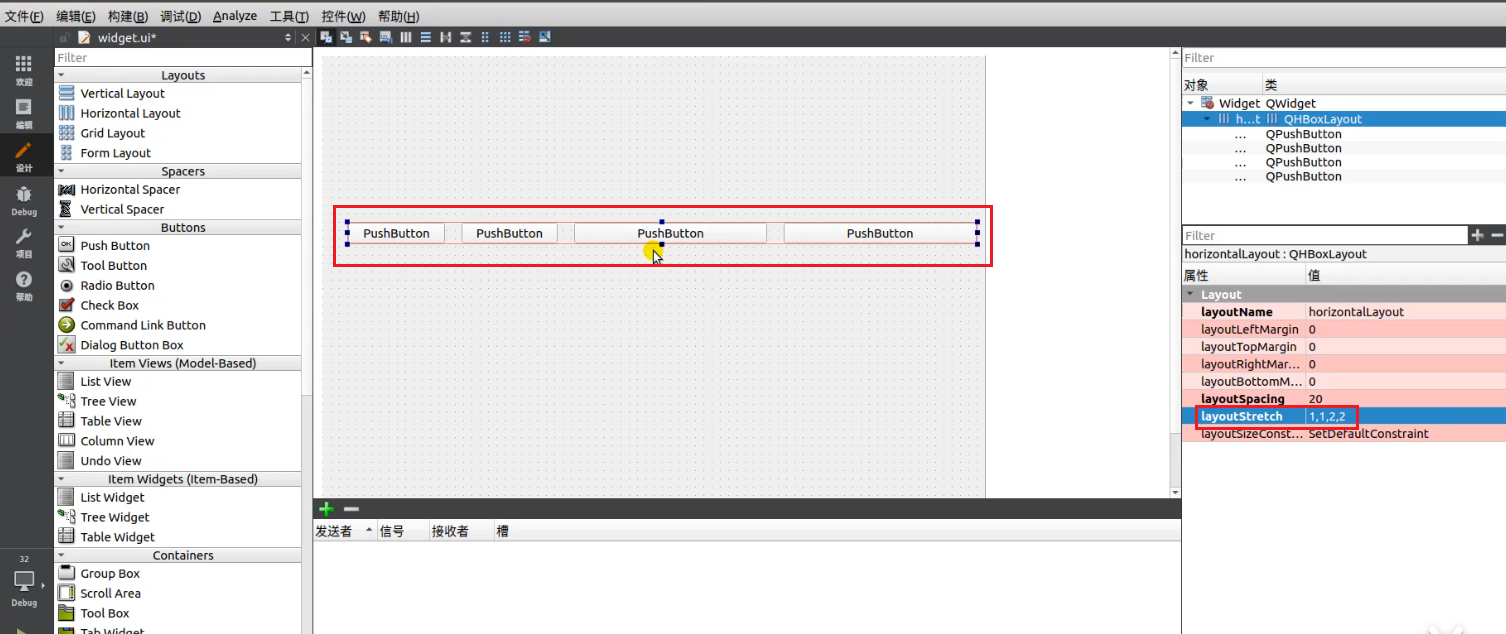 文件(F) 编辑(E) 构建(B) 调试(D) Analyze 工具(T) 控件(W) 帮助(H)
widget.ui*
欢迎
编辑
设计
Debug
项目
帮助
32
Debug
Filter
Layouts
Vertical Layout
Horizontal Layout
Grid Layout
Form Layout
Spacers
Horizontal Spacer
Vertical Spacer
Buttons
Push Button
Tool Button
Radio Button
Check Box
Command Link Button
Dialog Button Box
Item Views (Model-Based)
List View
Tree View
Table View
Column View
Undo View
Item Widgets (Item-Based)
List Widget
Tree Widget
Table Widget
Containers
Group Box
Scroll Area
Tool Box
Tab Widget
PushButton PushButton PushButton PushButton
发送者 信号 接收者 槽
Filter
对象 类
Widget QWidget
h...t QHBoxLayout
... QPushButton
... QPushButton
... QPushButton
... QPushButton
Filter
horizontalLayout : QHBoxLayout
属性 值
Layout
layoutName horizontalLayout
layoutLeftMargin 0
layoutTopMargin 0
layoutRightMar... 0
layoutBottomM... 0
layoutSpacing 20
layoutStretch 1,1,2,2
layoutSizeConst... SetDefaultConstraint